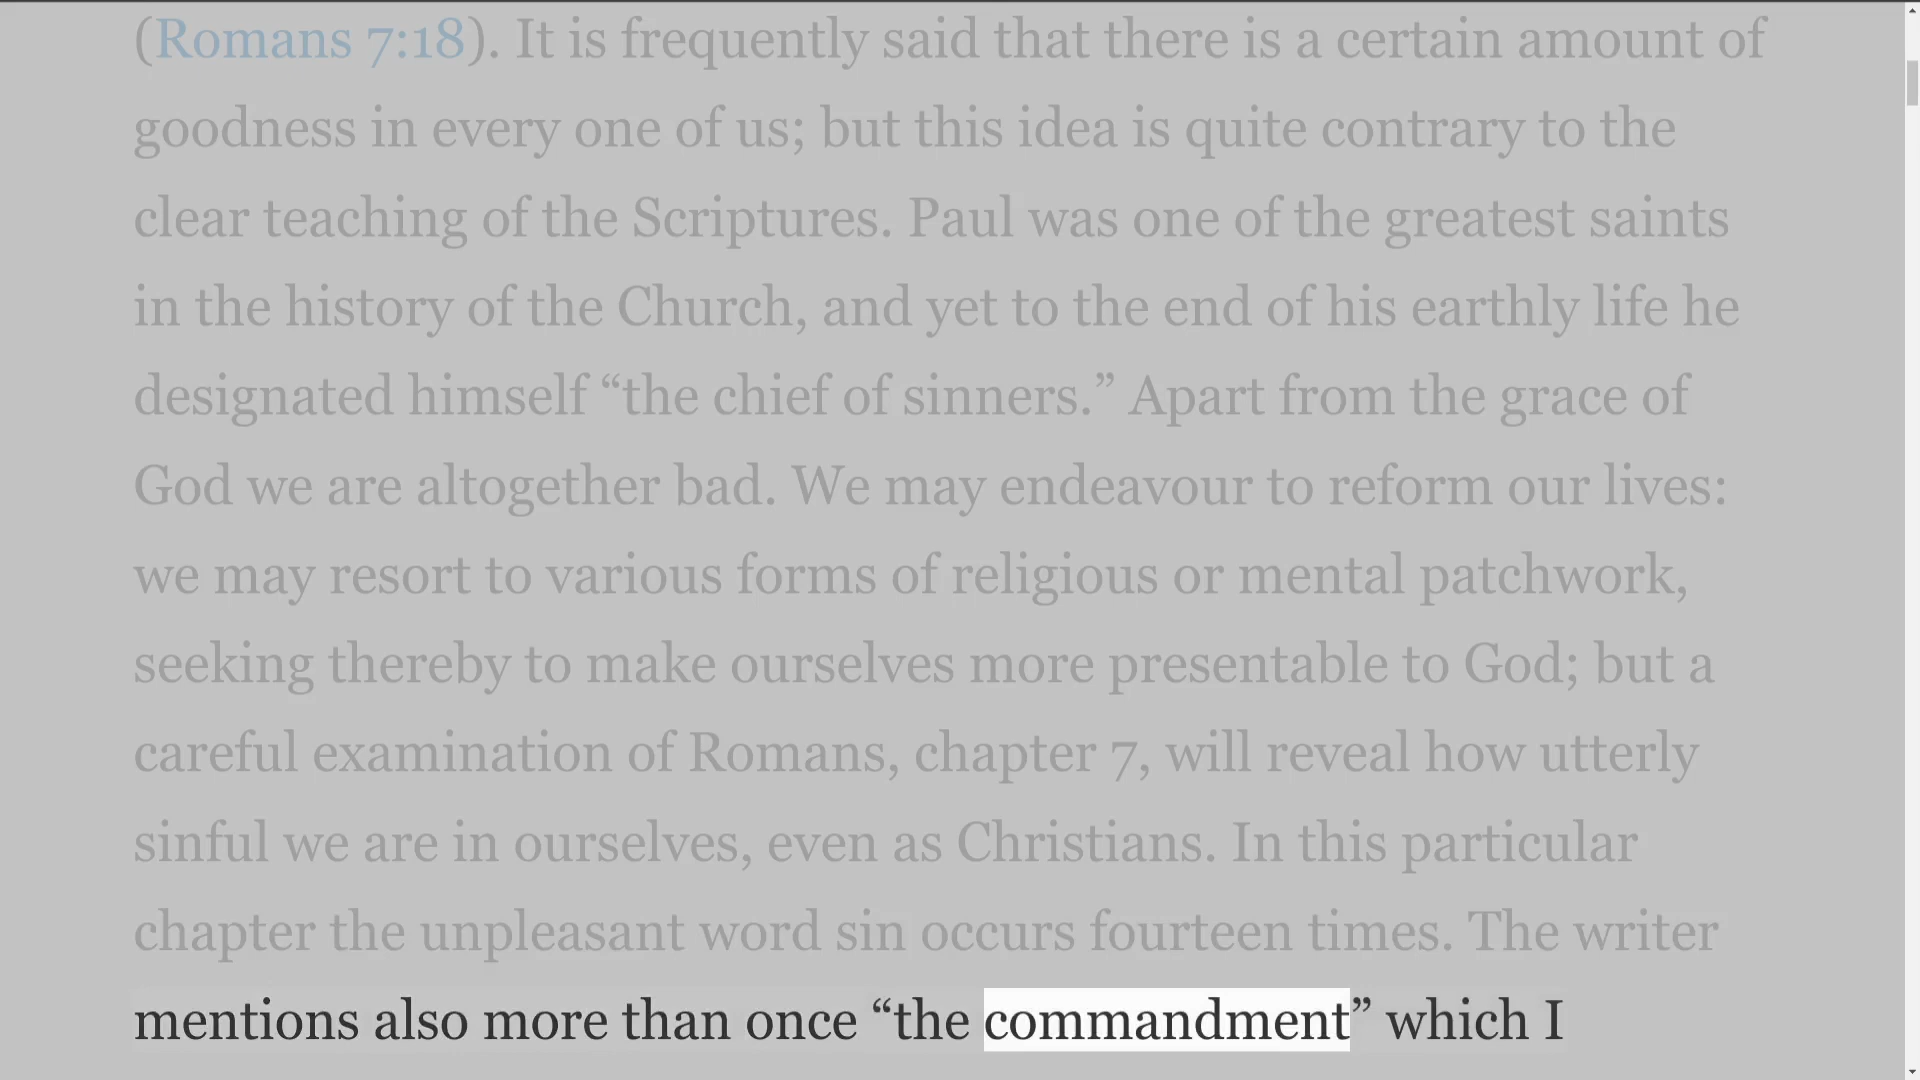 (Romans 7:18). It is frequently said that there is a certain amount of
goodness in every one of us; but this idea is quite contrary to the
clear teaching of the Scriptures. Paul was one of the greatest saints
in the history of the Church, and yet to the end of his earthly life he
designated himself “the chief of sinners.” Apart from the grace of
God we are altogether bad. We may endeavour to reform our lives:
we may resort to various forms of religious or mental patchwork,
seeking thereby to make ourselves more presentable to God; but a
careful examination of Romans, chapter 7, will reveal how utterly
sinful we are in ourselves, even as Christians. In this particular
chapter the unpleasant word sin occurs fourteen times. The writer
mentions also more than once “the commandment” which I